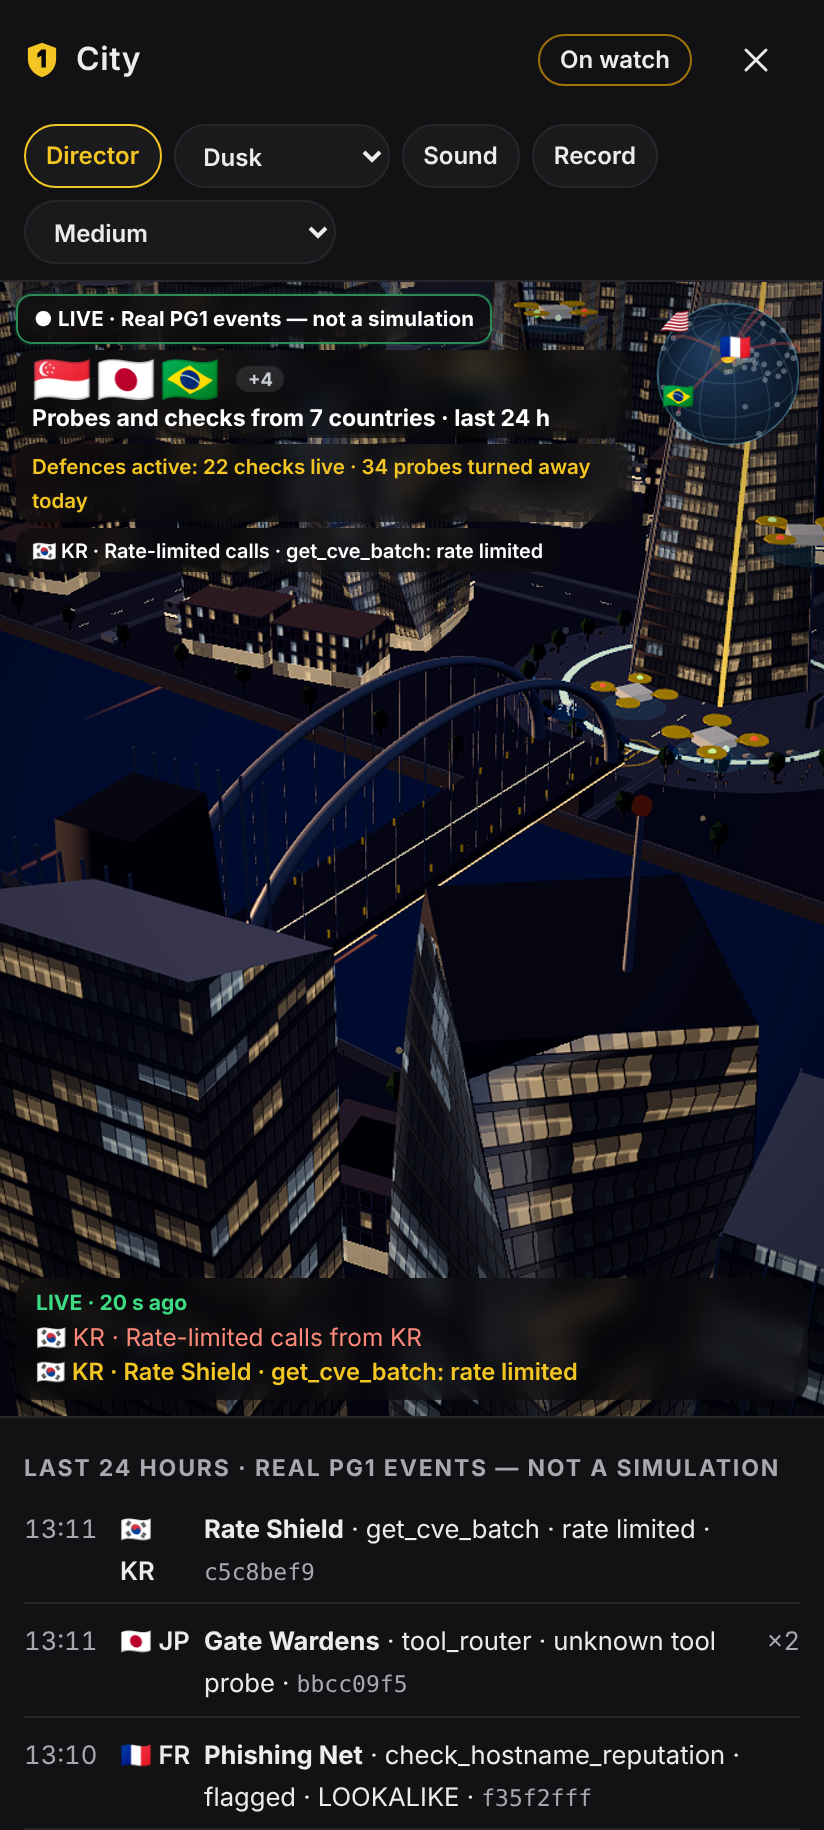 1 City
On watch
Director
Dusk
Sound
Record
Medium
LIVE · Real PG1 events — not a simulation
+4
Probes and checks from 7 countries · last 24 h
Defences active: 22 checks live · 34 probes turned away
today
KR · Rate-limited calls · get_cve_batch: rate limited
LIVE · 20 s ago
KR · Rate-limited calls from KR
KR · Rate Shield · get_cve_batch: rate limited
LAST 24 HOURS · REAL PG1 EVENTS — NOT A SIMULATION
13:11 KR Rate Shield · get_cve_batch · rate limited ·
c5c8bef9
13:11 JP Gate Wardens · tool_router · unknown tool ×2
probe · bbcc09f5
13:10 FR Phishing Net · check_hostname_reputation ·
flagged · LOOKALIKE · f35f2fff